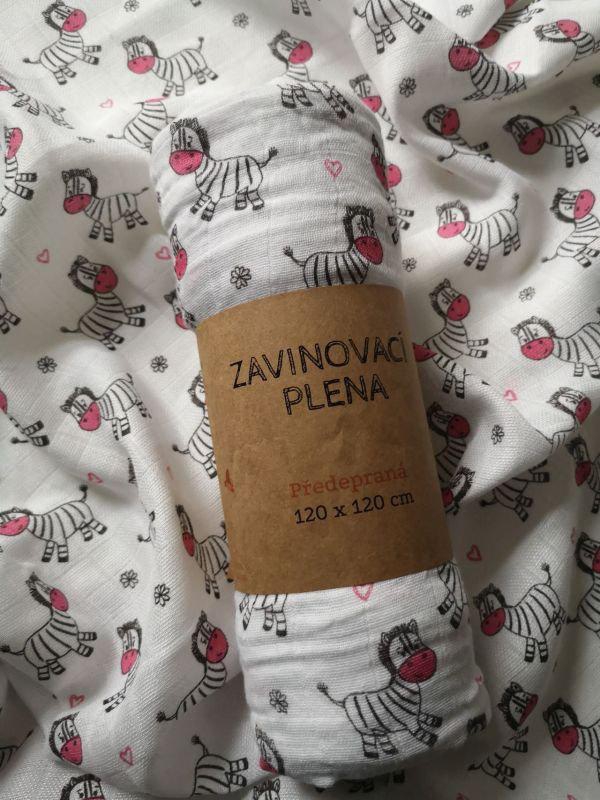 ZAVINOVACÍ
PLENA
Předepraná
120 x 120 cm